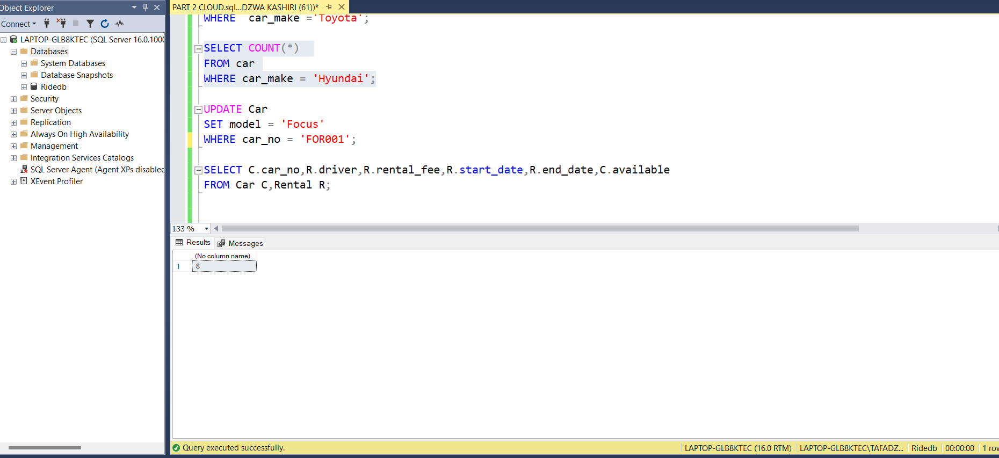 Object Explorer
Connect
LAPTOP-GLB8KTEC (SQL Server 16.0.100
Databases
System Databases
Database Snapshots
Ridedb
Security
Server Objects
Replication
Always On High Availability
Management
Integration Services Catalogs
SQL Server Agent (Agent XPs disabled
XEvent Profiler
PART 2 CLOUD.sql...DZWA KASHIRI (61))*
WHERE  car_make ='Toyota';
SELECT COUNT(*)
FROM car
WHERE car_make = 'Hyundai';
UPDATE Car
SET model = 'Focus'
WHERE car_no = 'FOR001';
SELECT C.car_no,R.driver,R.rental_fee,R.start_date,R.end_date,C.available
FROM Car C,Rental R;
133 %
Results
Messages
(No column name)
1 8
Query executed successfully.
LAPTOP-GLB8KTEC (16.0 RTM)
LAPTOP-GLB8KTEC\TAFADZ...
Ridedb
00:00:00
1 row